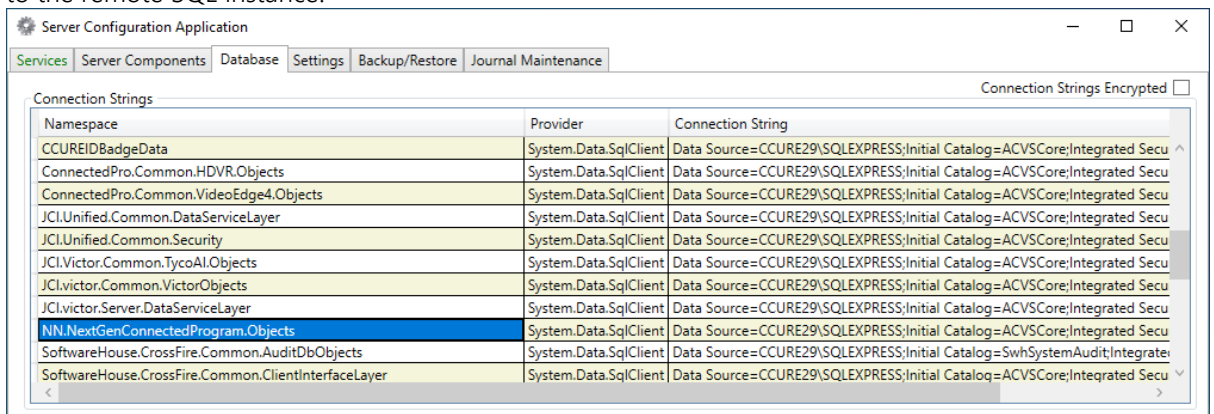 to the remote SQL instance.
Server Configuration Application
Services Server Components Database Settings Backup/Restore Journal Maintenance
Connection Strings Encrypted
Connection Strings
Namespace Provider Connection String
CCUREIDBadgeData System.Data.SqlClient Data Source=CCURE29\SQLEXPRESS;Initial Catalog=ACVSCore;Integrated Secu
ConnectedPro.Common.HDVR.Objects System.Data.SqlClient Data Source=CCURE29\SQLEXPRESS;Initial Catalog=ACVSCore;Integrated Secu
ConnectedPro.Common.VideoEdge4.Objects System.Data.SqlClient Data Source=CCURE29\SQLEXPRESS;Initial Catalog=ACVSCore;Integrated Secu
JCI.Unified.Common.DataServiceLayer System.Data.SqlClient Data Source=CCURE29\SQLEXPRESS;Initial Catalog=ACVSCore;Integrated Secu
JCI.Unified.Common.Security System.Data.SqlClient Data Source=CCURE29\SQLEXPRESS;Initial Catalog=ACVSCore;Integrated Secu
JCI.Victor.Common.TycoAI.Objects System.Data.SqlClient Data Source=CCURE29\SQLEXPRESS;Initial Catalog=ACVSCore;Integrated Secu
JCI.victor.Common.VictorObjects System.Data.SqlClient Data Source=CCURE29\SQLEXPRESS;Initial Catalog=ACVSCore;Integrated Secu
JCI.victor.Server.DataServiceLayer System.Data.SqlClient Data Source=CCURE29\SQLEXPRESS;Initial Catalog=ACVSCore;Integrated Secu
NN.NextGenConnectedProgram.Objects System.Data.SqlClient Data Source=CCURE29\SQLEXPRESS;Initial Catalog=ACVSCore;Integrated Secu
SoftwareHouse.CrossFire.Common.AuditDbObjects System.Data.SqlClient Data Source=CCURE29\SQLEXPRESS;Initial Catalog=SwhSystemAudit;Integrate
SoftwareHouse.CrossFire.Common.ClientInterfaceLayer System.Data.SqlClient Data Source=CCURE29\SQLEXPRESS;Initial Catalog=ACVSCore;Integrated Secu